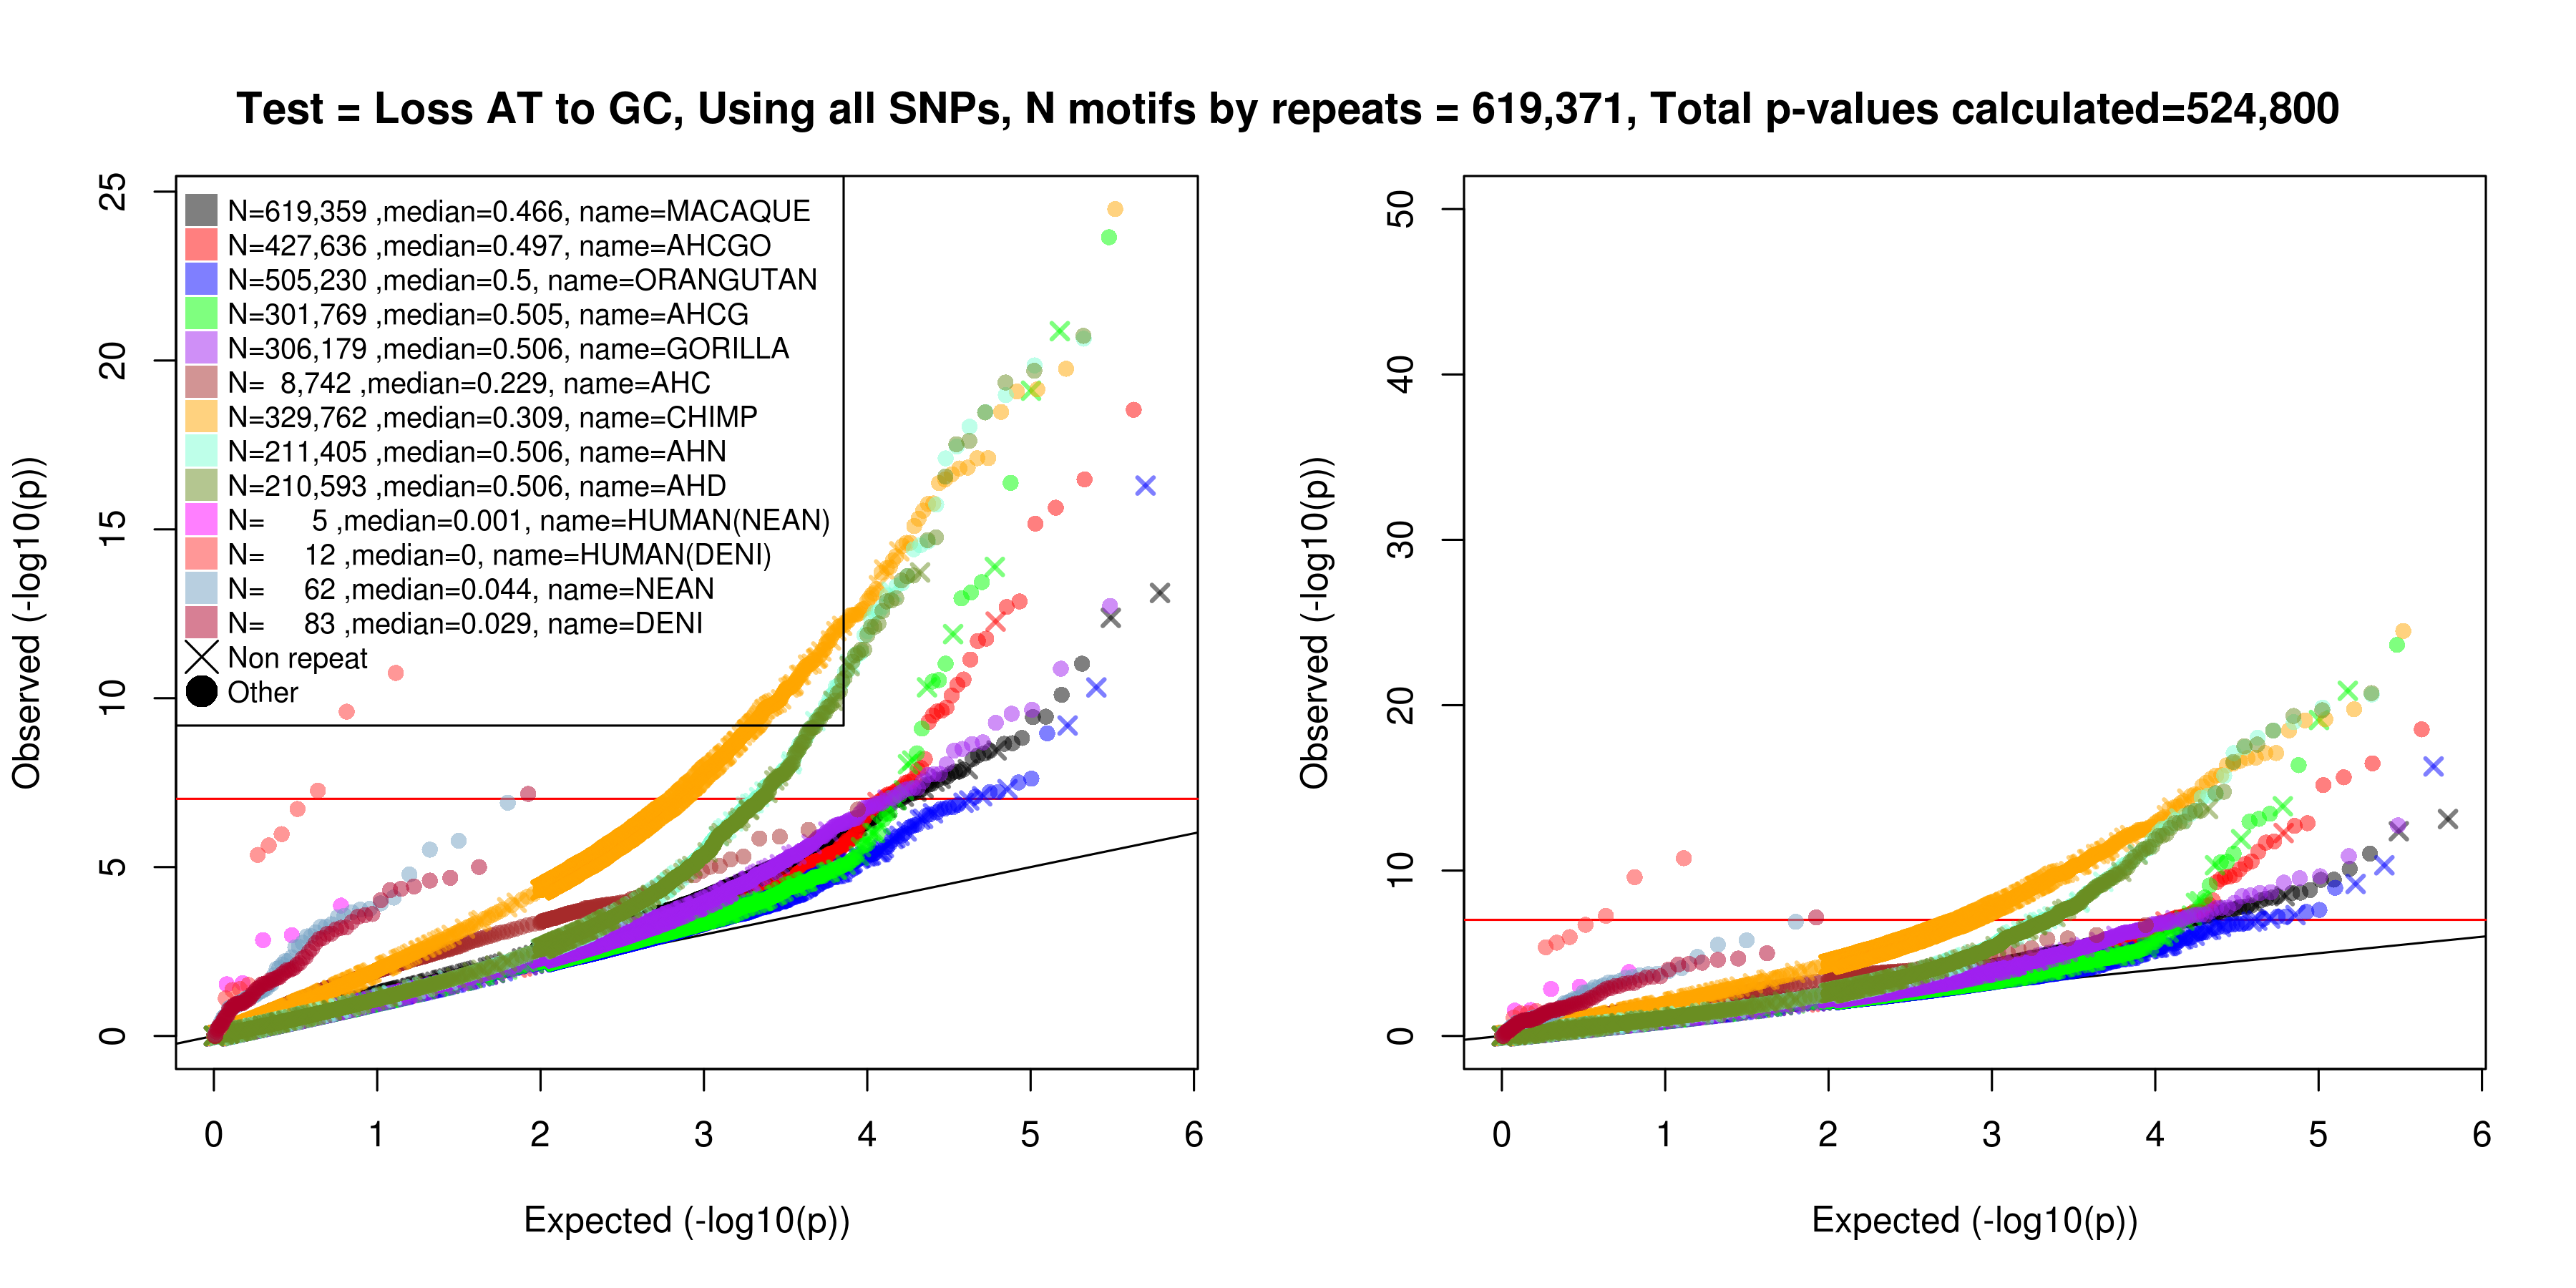 Test = Loss AT to GC, Using all SNPs, N motifs by repeats = 619,371, Total p-values calculated=524,800
Observed (-log10(p))
25
20
15
10
5
0
N=619,359 ,median=0.466, name=MACAQUE
N=427,636 ,median=0.497, name=AHCGO
N=505,230 ,median=0.5, name=ORANGUTAN
N=301,769 ,median=0.505, name=AHCG
N=306,179 ,median=0.506, name=GORILLA
N= 8,742 ,median=0.229, name=AHC
N=329,762 ,median=0.309, name=CHIMP
N=211,405 ,median=0.506, name=AHN
N=210,593 ,median=0.506, name=AHD
N= 5 ,median=0.001, name=HUMAN(NEAN)
N= 12 ,median=0, name=HUMAN(DENI)
N= 62 ,median=0.044, name=NEAN
N= 83 ,median=0.029, name=DENI
Non repeat
Other
0 1 2 3 4 5 6
Expected (-log10(p))
Observed (-log10(p))
50
40
30
20
10
0
0 1 2 3 4 5 6
Expected (-log10(p))